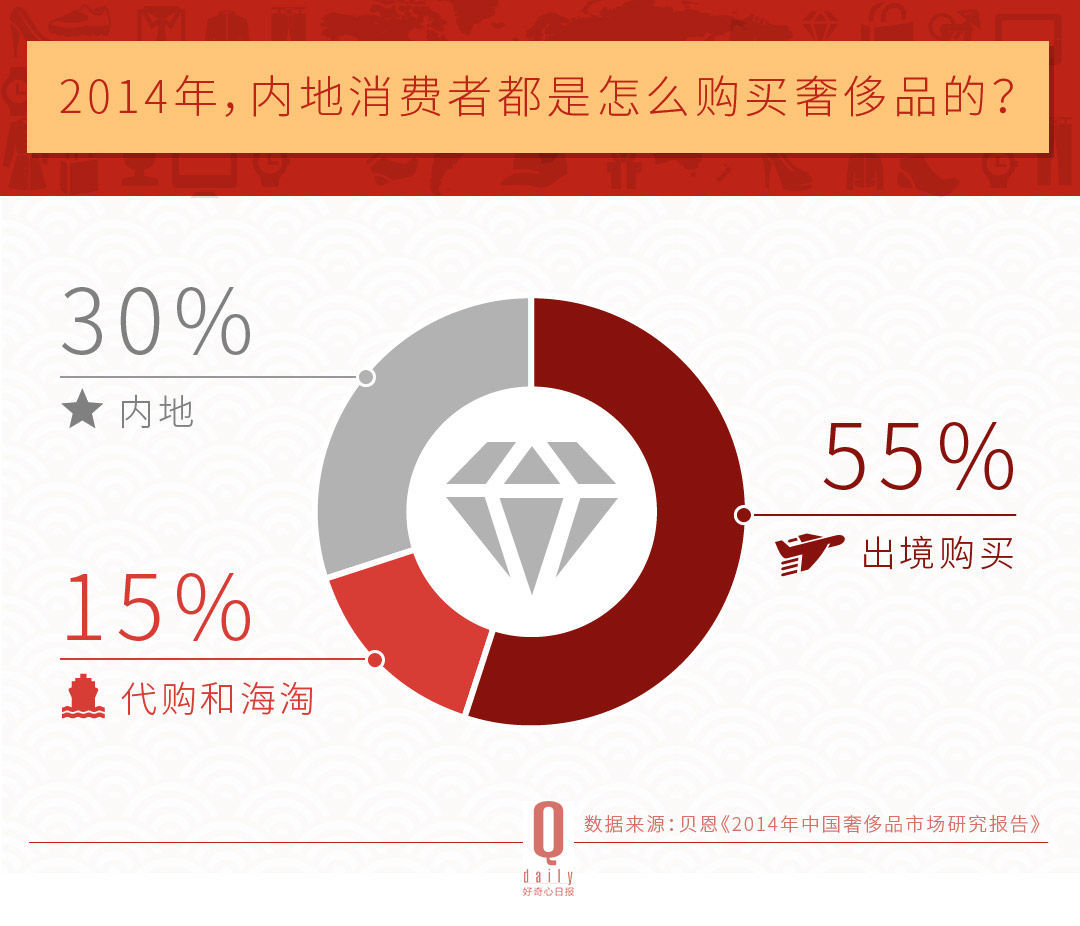 2014年，内地消费者都是怎么购买奢侈品的？
30%
内地
55%
出境购买
15%
代购和海淘
数据来源：贝恩《2014年中国奢侈品市场研究报告》
Q
daily
好奇心日报